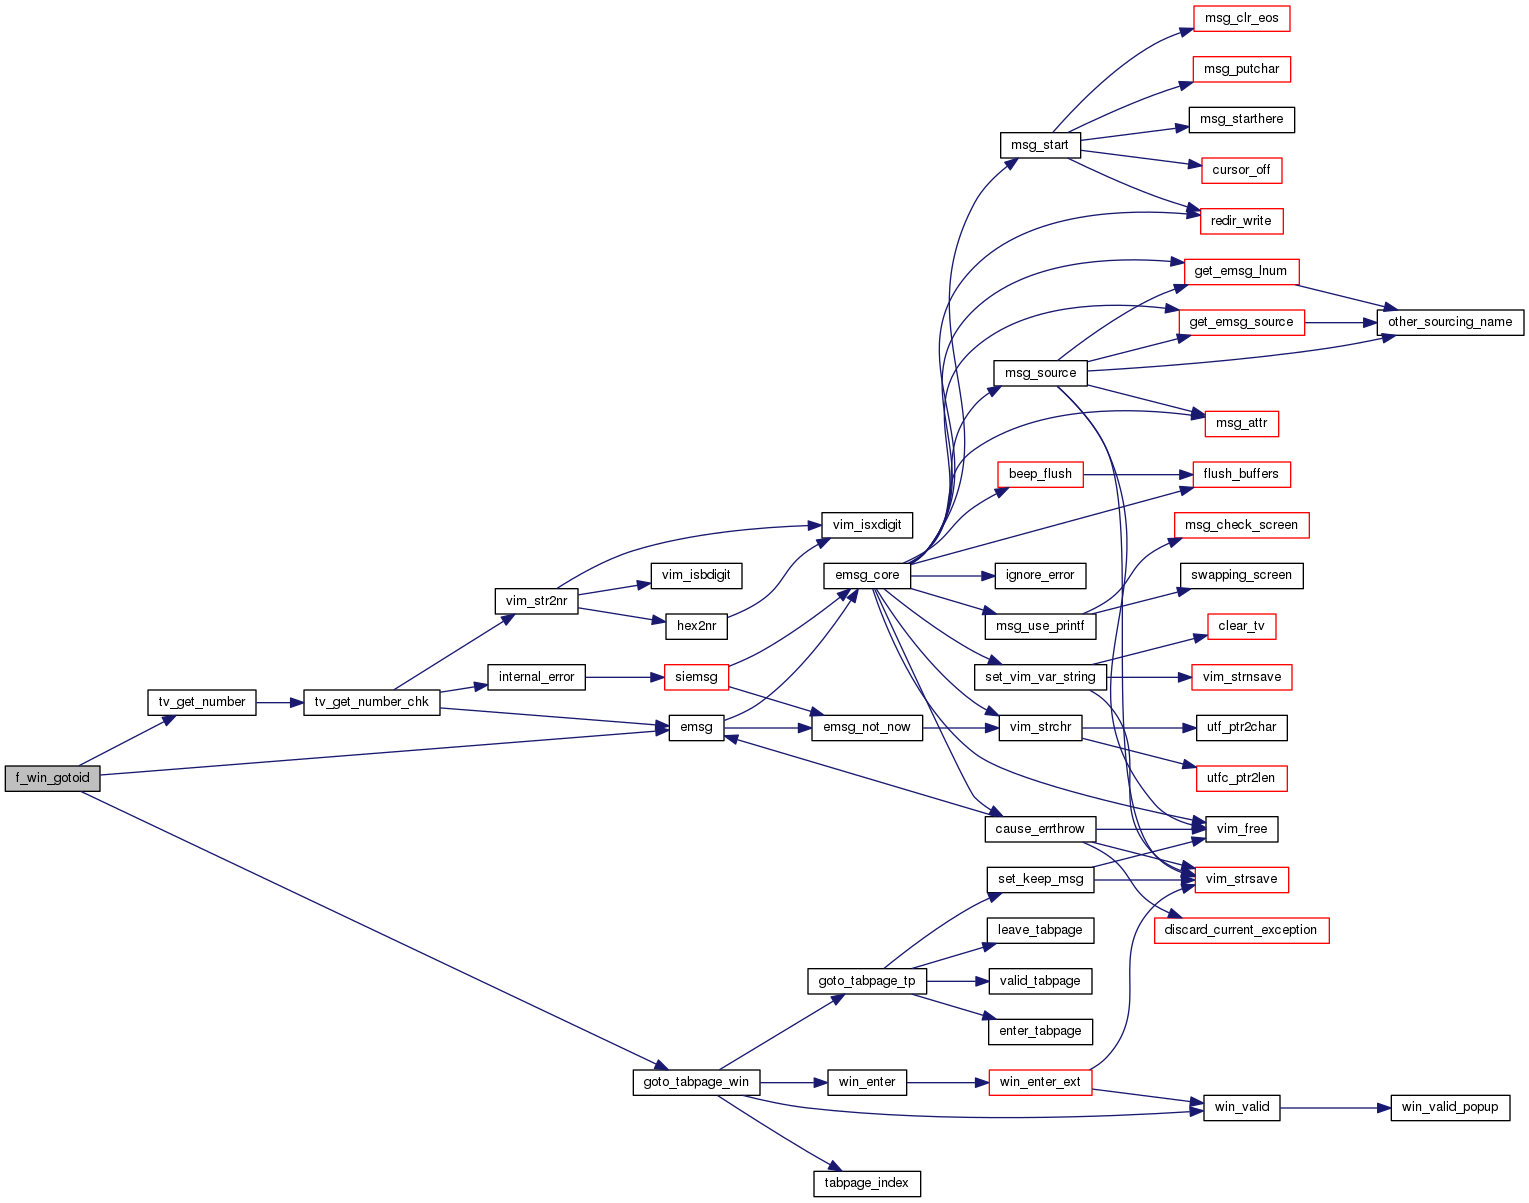 msg_clr_eos
msg_putchar
msg_starthere
msg_start
cursor_off
redir_write
get_emsg_lnum
get_emsg_source
other_sourcing_name
msg_source
msg_attr
beep_flush
flush_buffers
vim_isxdigit
msg_check_screen
emsg_core
ignore_error
swapping_screen
vim_isbdigit
vim_str2nr
hex2nr
msg_use_printf
clear_tv
internal_error
siemsg
set_vim_var_string
vim_strnsave
tv_get_number
tv_get_number_chk
emsg
emsg_not_now
vim_strchr
utf_ptr2char
f_win_gotoid
utfc_ptr2len
cause_errthrow
vim_free
set_keep_msg
vim_strsave
leave_tabpage
discard_current_exception
goto_tabpage_tp
valid_tabpage
enter_tabpage
goto_tabpage_win
win_enter
win_enter_ext
win_valid
win_valid_popup
tabpage_index